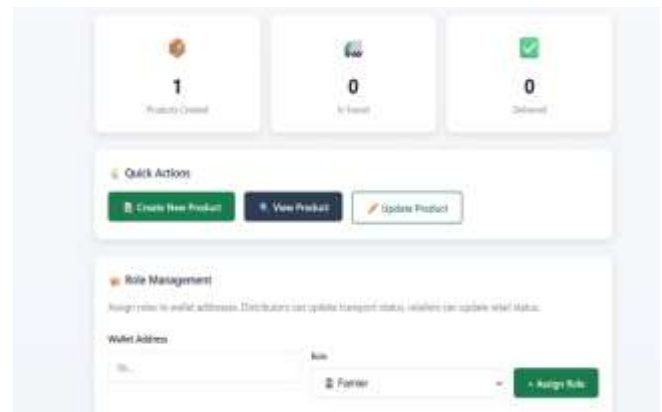 1
0
0
Products Created
In Transit
Delivered
Quick Actions
Create New Product
View Product
Update Product
Role Management
Assign roles to wallet addresses. Distributors can update transport status, retailers can update retail status.
Wallet Address
Role
0x...
Farmer
+ Assign Role